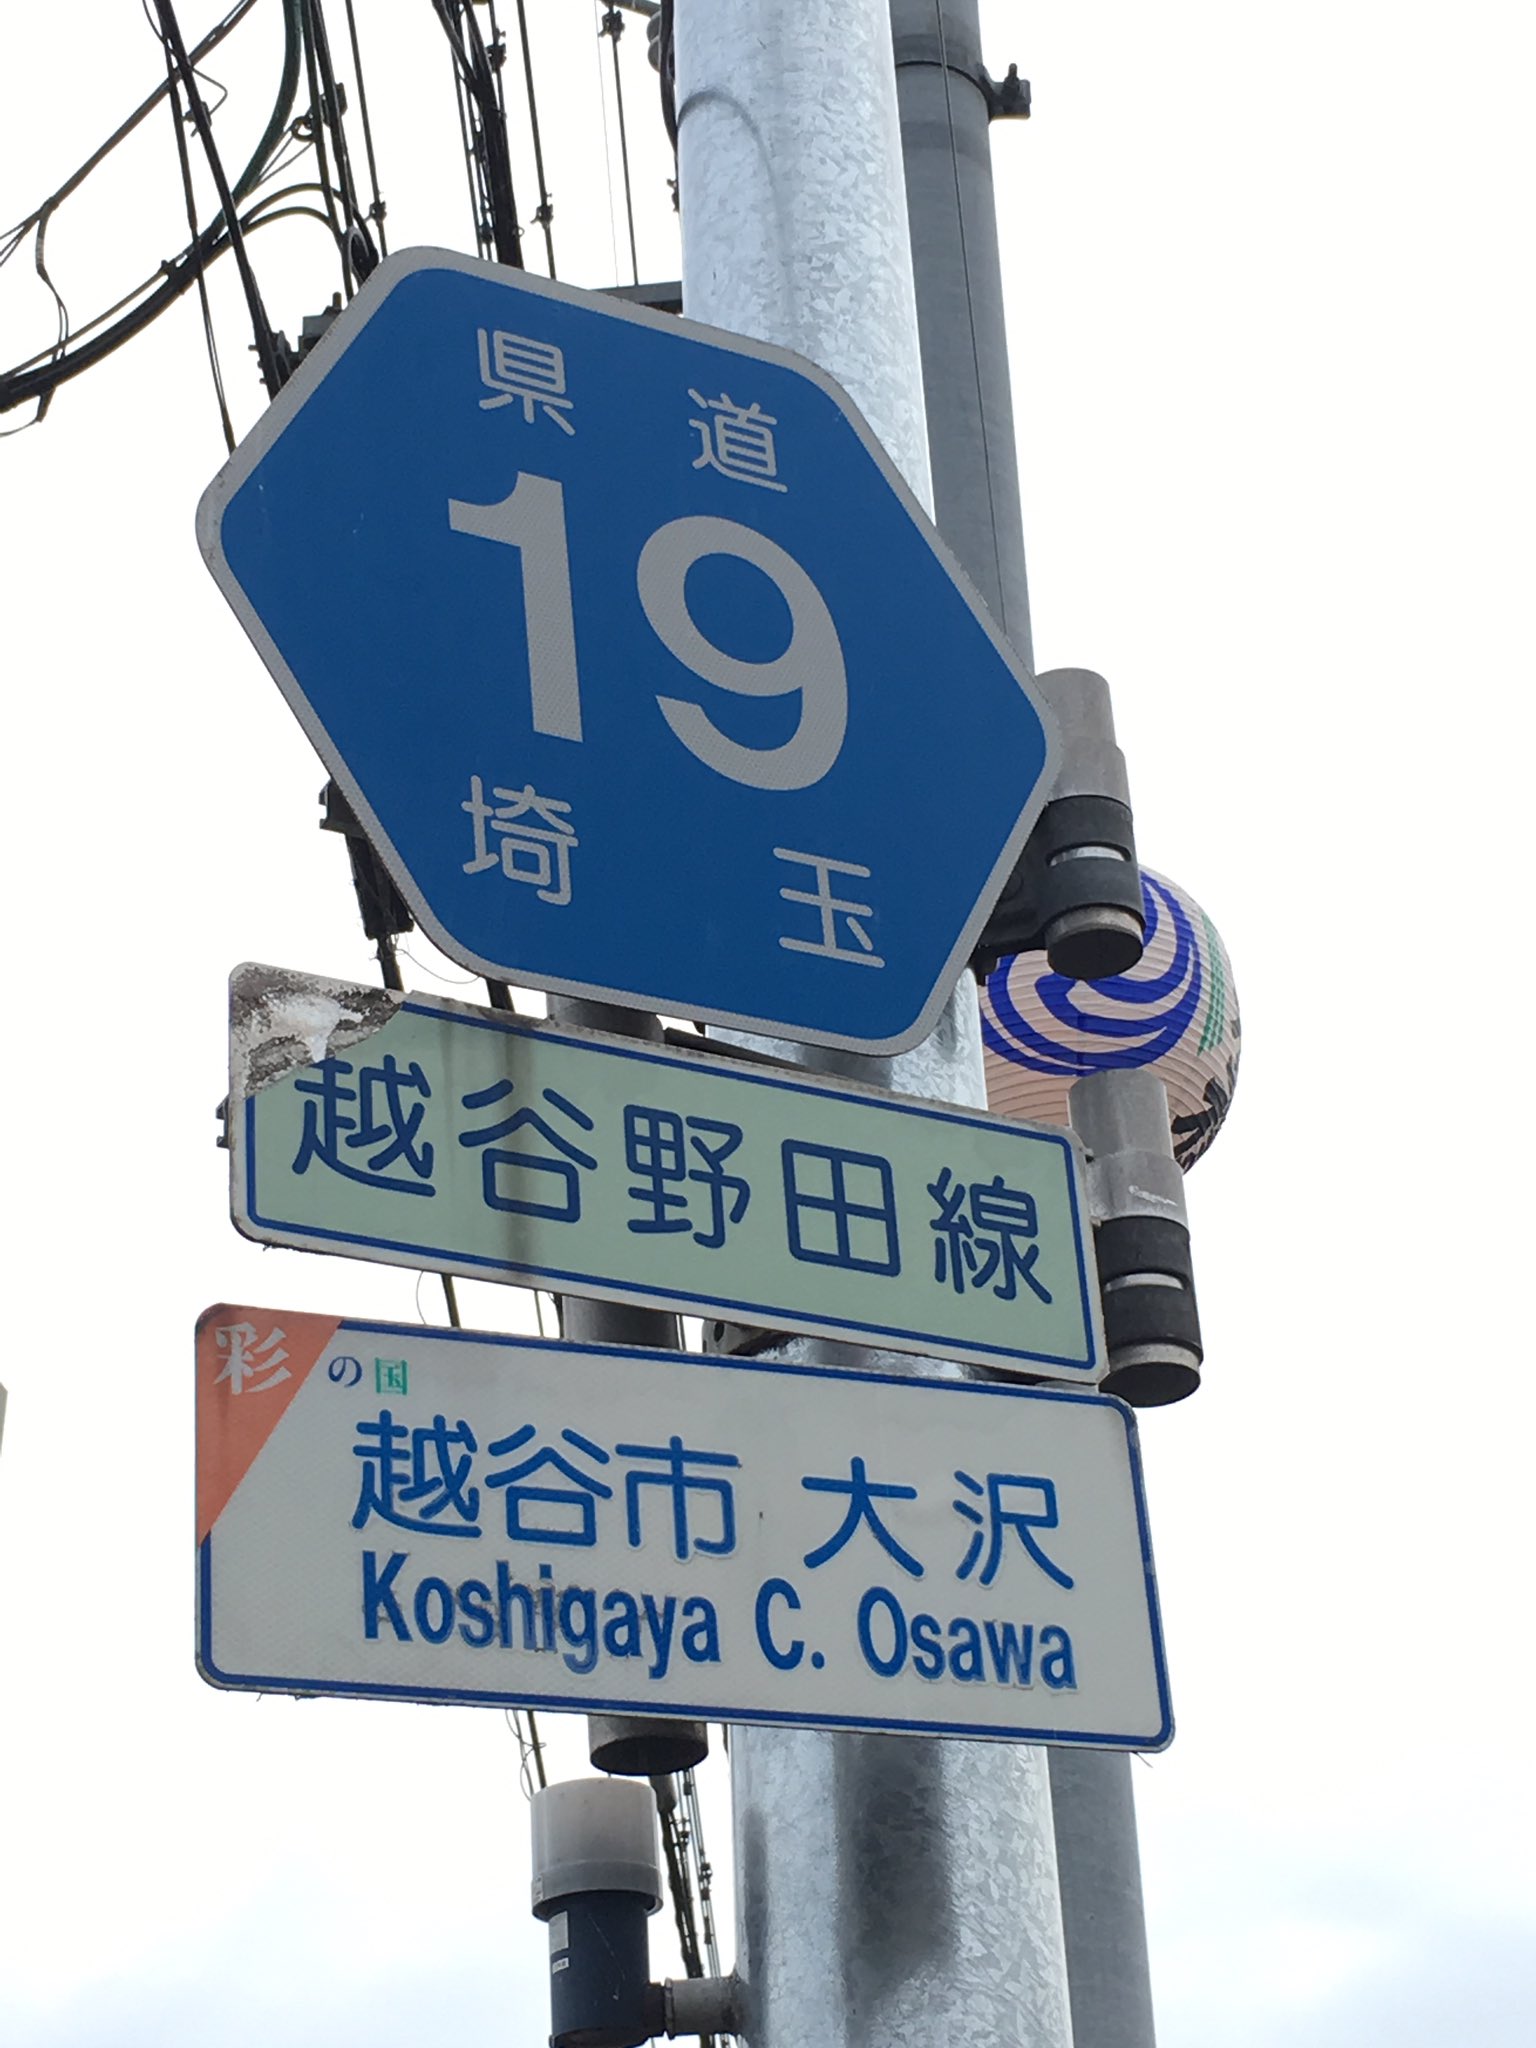 県道
19
埼玉
越谷野田線
彩の国
越谷市 大沢
Koshigaya C. Osawa